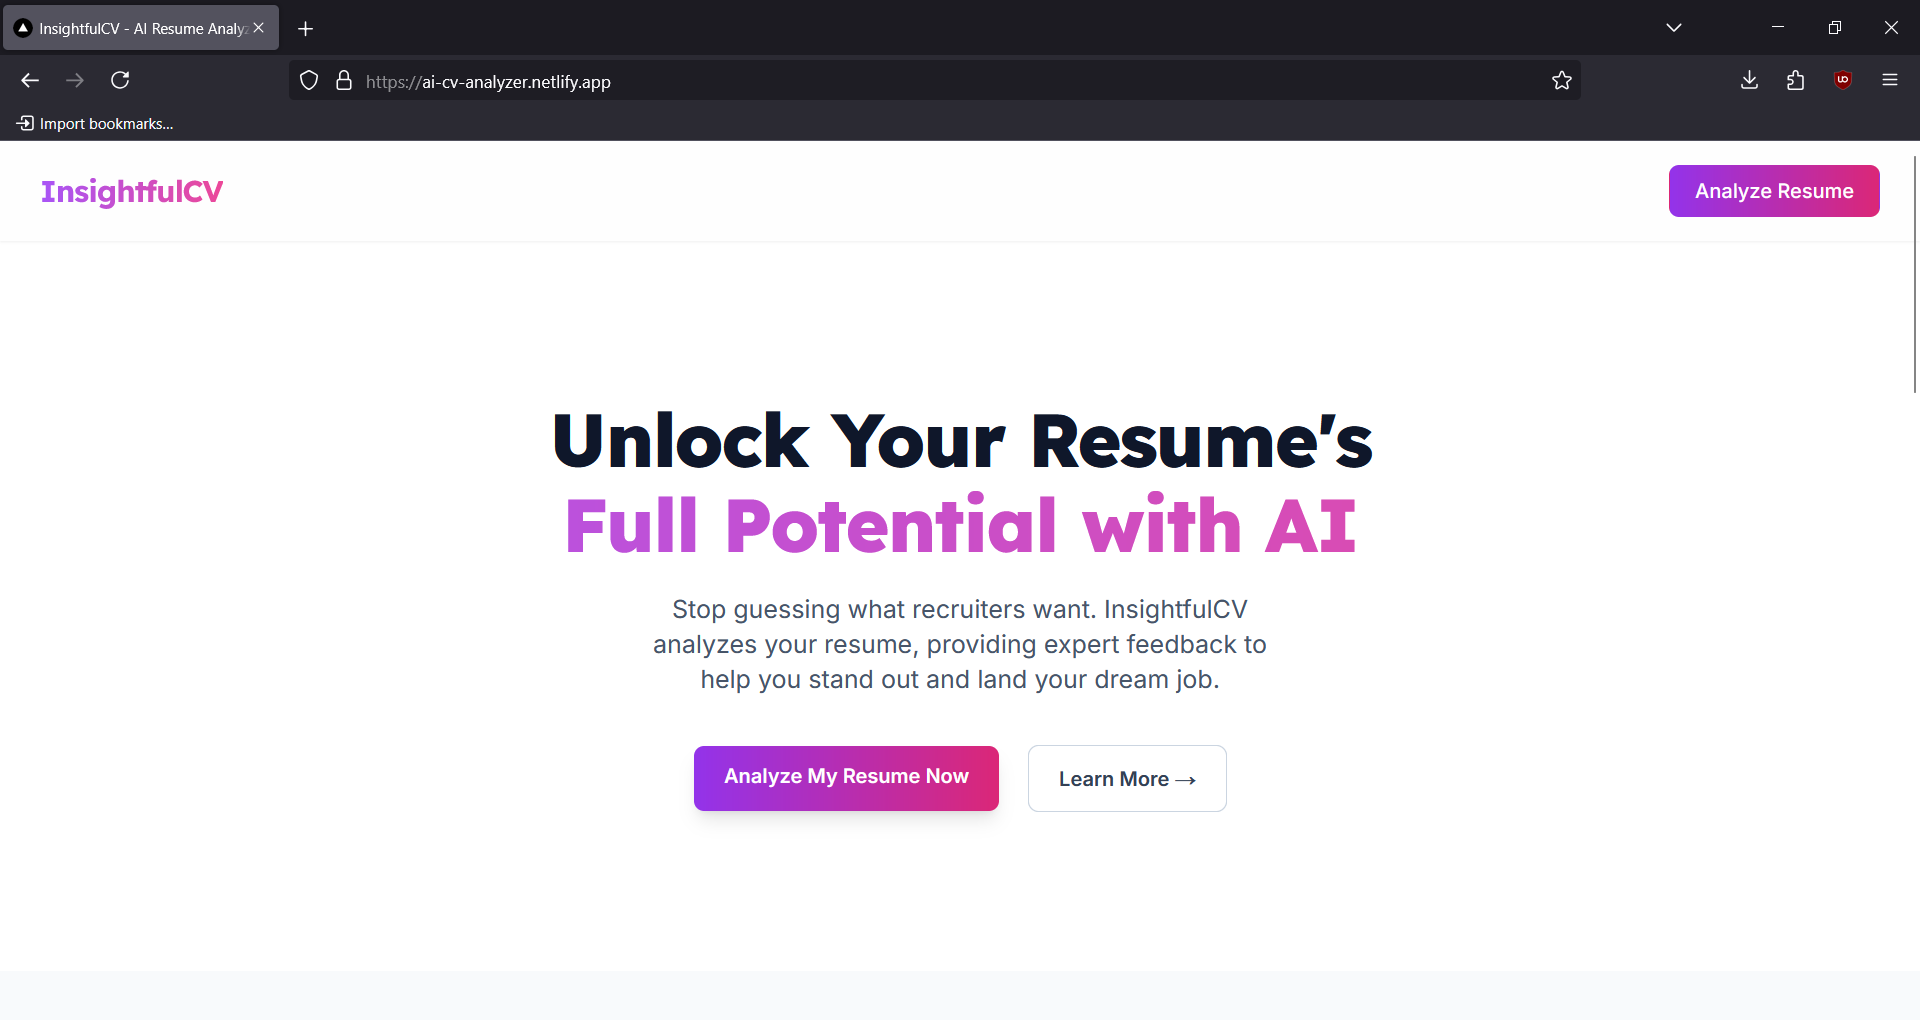 InsightfulCV - AI Resume Analyz
https://ai-cv-analyzer.netlify.app
Import bookmarks...
InsightfulCV
Analyze Resume
Unlock Your Resume's
Full Potential with AI
Stop guessing what recruiters want. InsightfulCV
analyzes your resume, providing expert feedback to
help you stand out and land your dream job.
Analyze My Resume Now
Learn More →